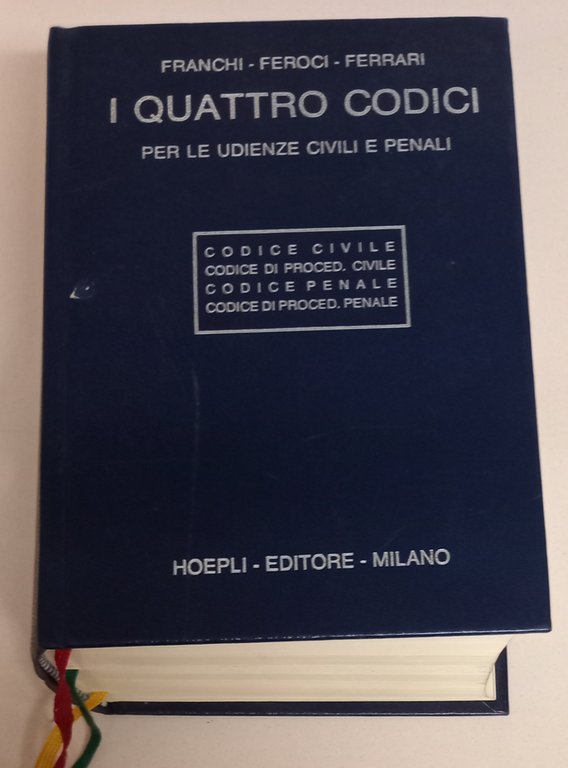 FRANCHI - FEROCI - FERRARI
I QUATTRO CODICI
PER LE UDIENZE CIVILI E PENALI
CODICE CIVILE
CODICE DI PROCED. CIVILE
CODICE PENALE
CODICE DI PROCED. PENALE
HOEPLI - EDITORE - MILANO